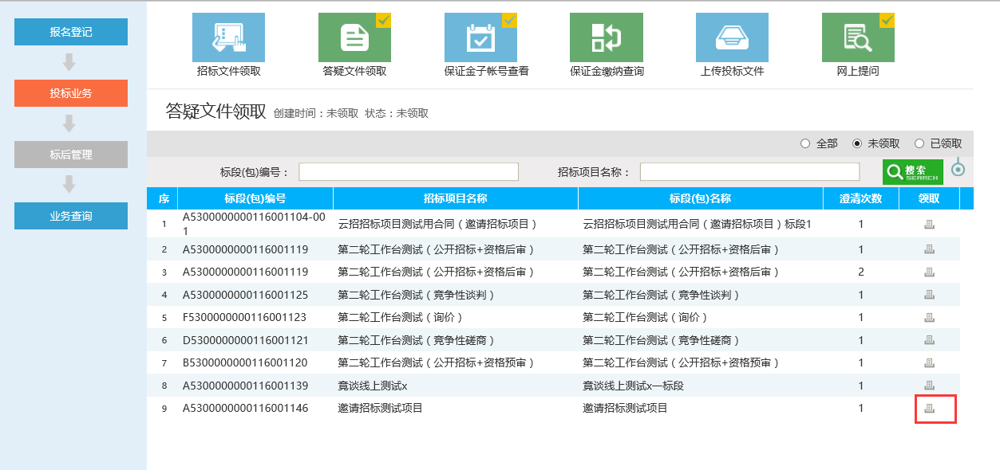 报名登记
投标业务
标后管理
业务查询
招标文件领取 答疑文件领取 保证金子帐号查看 保证金缴纳查询 上传投标文件 网上提问
答疑文件领取 创建时间：未领取 状态：未领取
全部 未领取 已领取
标段(包)编号： 招标项目名称： 搜索 SEARCH
序 标段(包)编号 招标项目名称 标段(包)名称 澄清次数 领取
1 A5300000000116001104-001 云招招标项目测试用合同（邀请招标项目） 云招招标项目测试用合同（邀请招标项目）标段1 1
2 A5300000000116001119 第二轮工作台测试（公开招标+资格后审） 第二轮工作台测试（公开招标+资格后审） 1
3 A5300000000116001119 第二轮工作台测试（公开招标+资格后审） 第二轮工作台测试（公开招标+资格后审） 2
4 A5300000000116001125 第二轮工作台测试（竞争性谈判） 第二轮工作台测试（竞争性谈判） 1
5 F5300000000116001123 第二轮工作台测试（询价） 第二轮工作台测试（询价） 1
6 D5300000000116001121 第二轮工作台测试（竞争性磋商） 第二轮工作台测试（竞争性磋商） 1
7 B5300000000116001120 第二轮工作台测试（公开招标+资格预审） 第二轮工作台测试（公开招标+资格预审） 1
8 A5300000000116001139 竟谈线上测试x 竟谈线上测试x一标段 1
9 A5300000000116001146 邀请招标测试项目 邀请招标测试项目 1